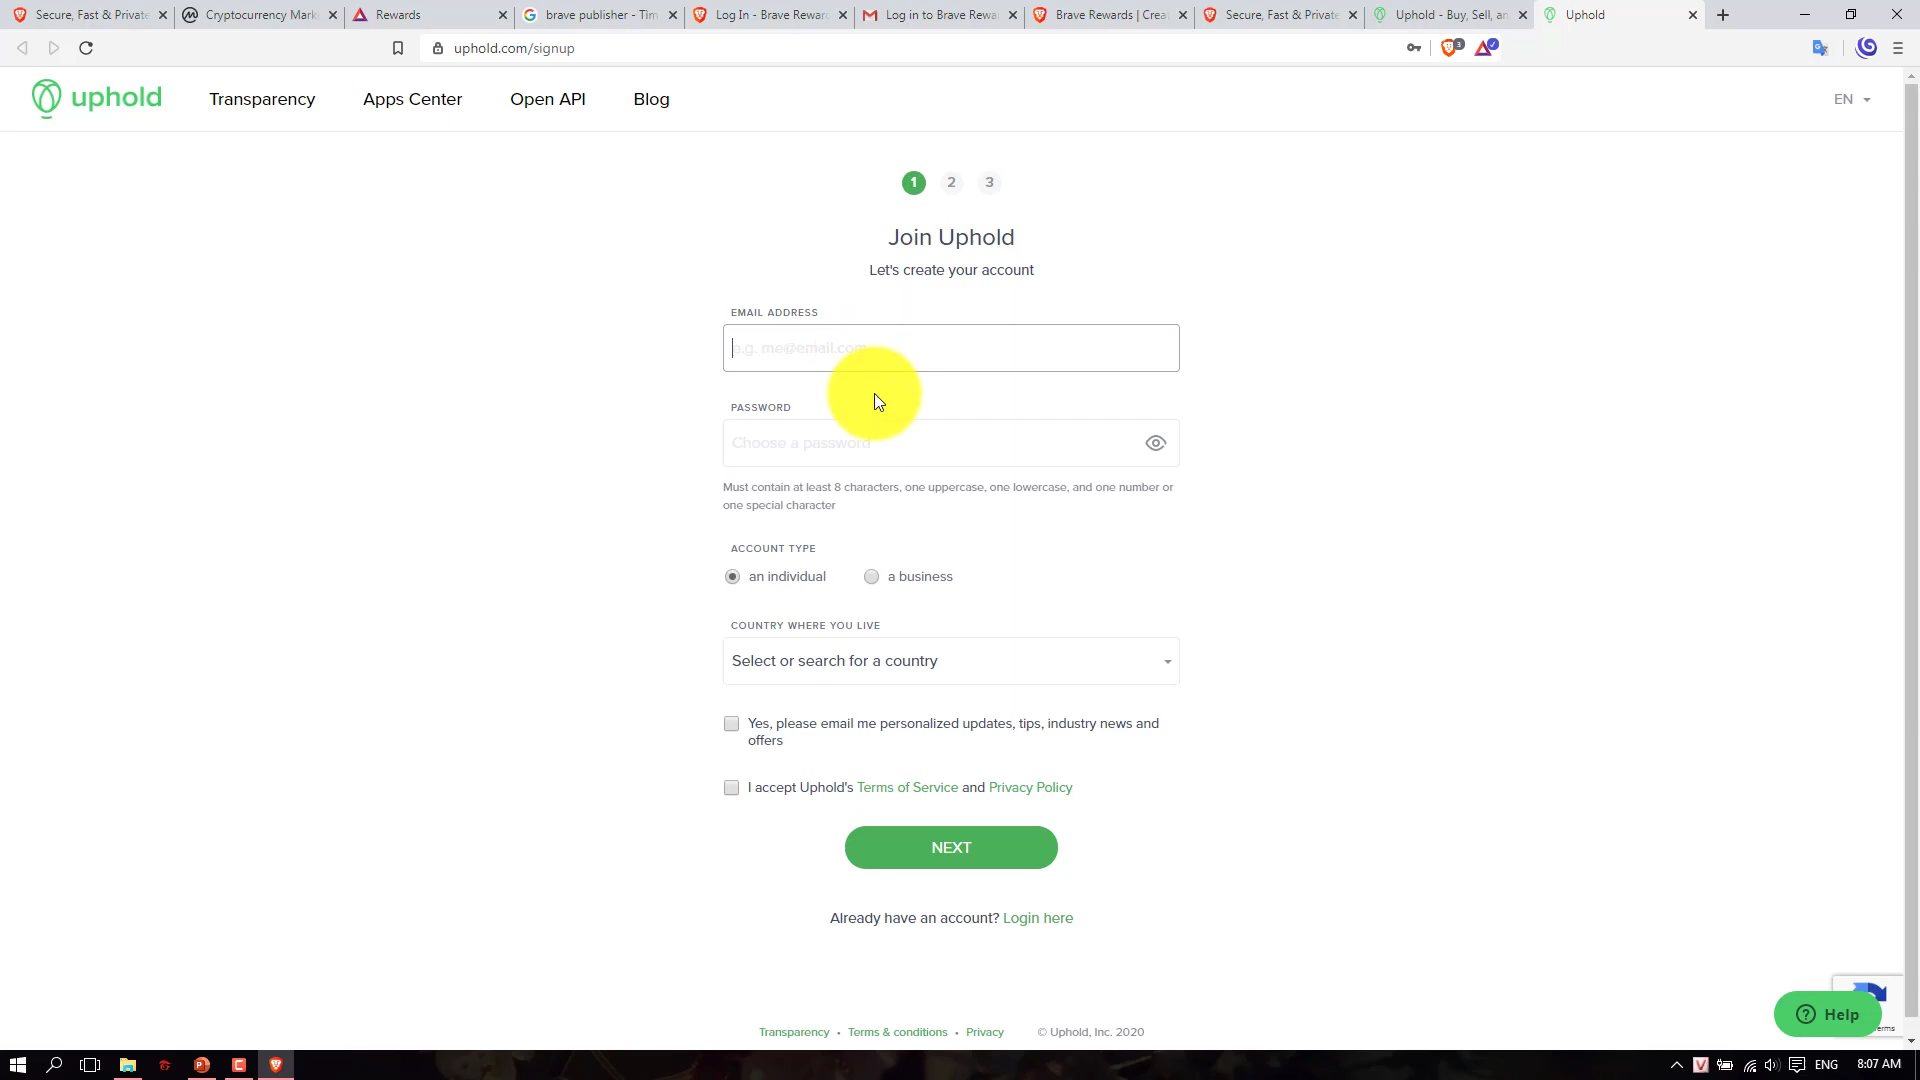 Secure, Fast & Private
Cryptocurrency Mark
Rewards
brave publisher - Tìm
Log In - Brave Rewar
Log in to Brave Rewa
Brave Rewards | Crea
Secure, Fast & Private
Uphold - Buy, Sell, an
Uphold
uphold.com/signup
3
uphold
Transparency
Apps Center
Open API
Blog
EN
1 2 3
Join Uphold
Let's create your account
EMAIL ADDRESS
e.g. me@email.com
PASSWORD
Choose a password
Must contain at least 8 characters, one uppercase, one lowercase, and one number or
one special character
ACCOUNT TYPE
an individual
a business
COUNTRY WHERE YOU LIVE
Select or search for a country
Yes, please email me personalized updates, tips, industry news and
offers
I accept Uphold's Terms of Service and Privacy Policy
NEXT
Already have an account? Login here
Help
Transparency • Terms & conditions • Privacy © Uphold, Inc. 2020
ENG
8:07 AM